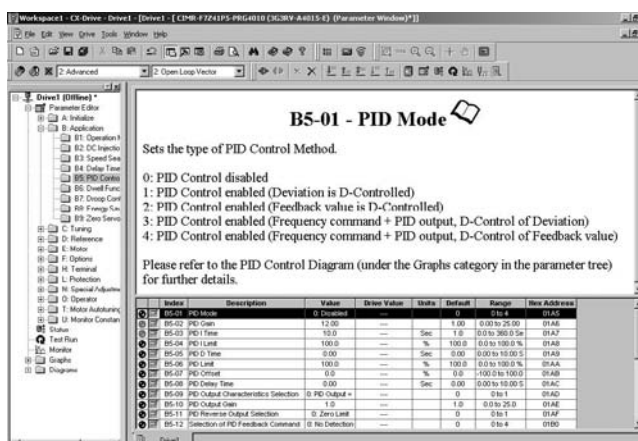 Workspace1 - CX-Drive - Drive1 - [Drive1 - [ CIMR-F7Z41P5-PRG4010 (3G3RV-A4015-E) (Parameter Window)*]]
File Edit View Drive Tools Window Help
2: Advanced 2: Open Loop Vector
Drive1 (Offline) *
Parameter Editor
A: Initialize
B: Application
B1: Operation
B2: DC Injectio
B3: Speed Sea
B4: Delay Time
B5: PID Contro
B6: Dwell Func
B7: Droop Cont
B8: Energy Sav
B9: Zero Servo
C: Tuning
D: Reference
E: Motor
F: Options
H: Terminal
L: Protection
N: Special Adjustmen
O: Operator
T: Motor Autotuning
U: Monitor Constan
Status
Test Run
Monitor
Graphs
Diagrams
B5-01 - PID Mode
Sets the type of PID Control Method.
0: PID Control disabled
1: PID Control enabled (Deviation is D-Controlled)
2: PID Control enabled (Feedback value is D-Controlled)
3: PID Control enabled (Frequency command + PID output, D-Control of Deviation)
4: PID Control enabled (Frequency command + PID output, D-Control of Feedback value)
Please refer to the PID Control Diagram (under the Graphs category in the parameter tree)
for further details.
Index Description Value Drive Value Units Default Range Hex Address
B5-01 PID Mode 0: Disabled --- 0 0 to 4 01A5
B5-02 PID Gain 12.00 --- 1.00 0.00 to 25.00 01A6
B5-03 PID I Time 10.0 --- Sec 1.0 0.0 to 360.0 Se 01A7
B5-04 PID I Limit 100.0 --- % 100.0 0.0 to 100.0 % 01A8
B5-05 PID D Time 0.00 --- Sec 0.00 0.00 to 10.00 S 01A9
B5-06 PID Limit 100.0 --- % 100.0 0.0 to 100.0 % 01AA
B5-07 PID Offset 0.0 --- % 0.0 -100.0 to 100.0 01AB
B5-08 PID Delay Time 0.00 --- Sec 0.00 0.00 to 10.00 S 01AC
B5-09 PID Output Characteristics Selection 0: PID Output = --- 0 0 to 1 01AD
B5-10 PID Output Gain 1.0 --- 1.0 0.0 to 25.0 01AE
B5-11 PID Reverse Output Selection 0: Zero Limit --- 0 0 to 1 01AF
B5-12 Selection of PID Feedback Command 0: No Detection --- 0 0 to 2 01B0
Drive1